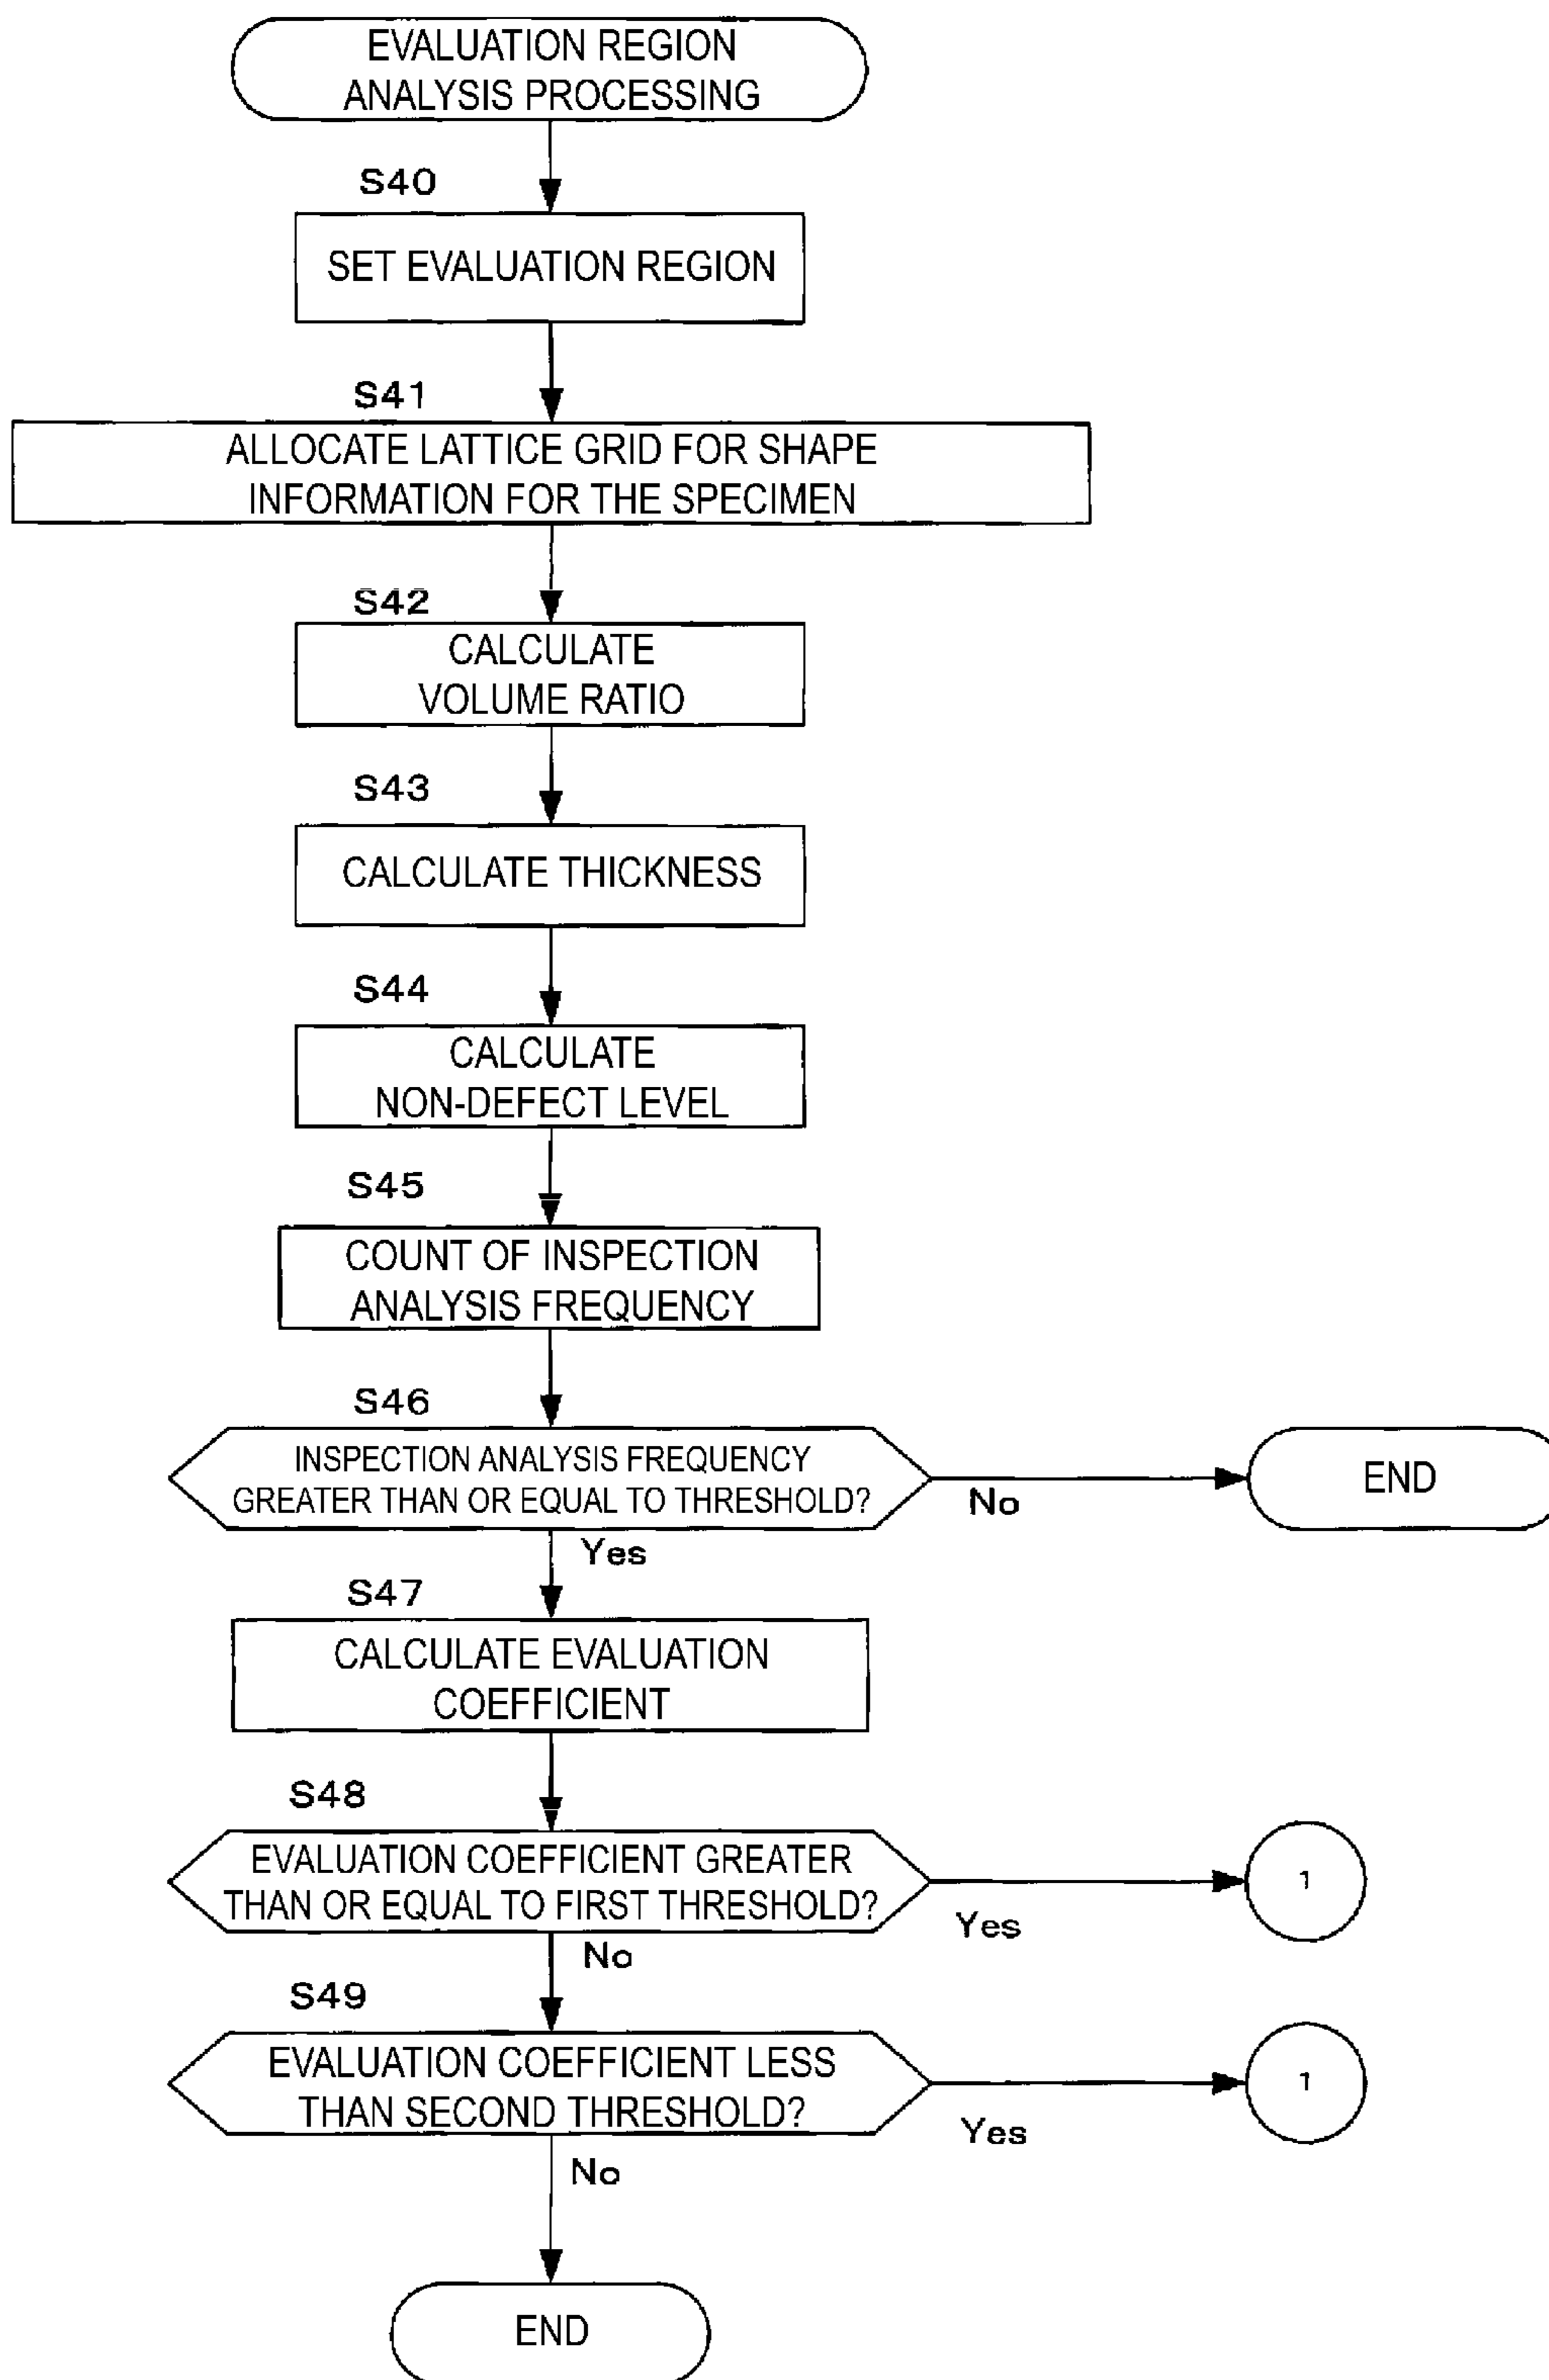 EVALUATION REGION
ANALYSIS PROCESSING
S40
SET EVALUATION REGION
S41
ALLOCATE LATTICE GRID FOR SHAPE
INFORMATION FOR THE SPECIMEN
S42
CALCULATE
VOLUME RATIO
S43
CALCULATE THICKNESS
S44
CALCULATE
NON-DEFECT LEVEL
S45
COUNT OF INSPECTION
ANALYSIS FREQUENCY
S46
INSPECTION ANALYSIS FREQUENCY
GREATER THAN OR EQUAL TO THRESHOLD?
No
END
Yes
S47
CALCULATE EVALUATION
COEFFICIENT
S48
EVALUATION COEFFICIENT GREATER
THAN OR EQUAL TO FIRST THRESHOLD?
Yes
1
No
S49
EVALUATION COEFFICIENT LESS
THAN SECOND THRESHOLD?
Yes
1
No
END